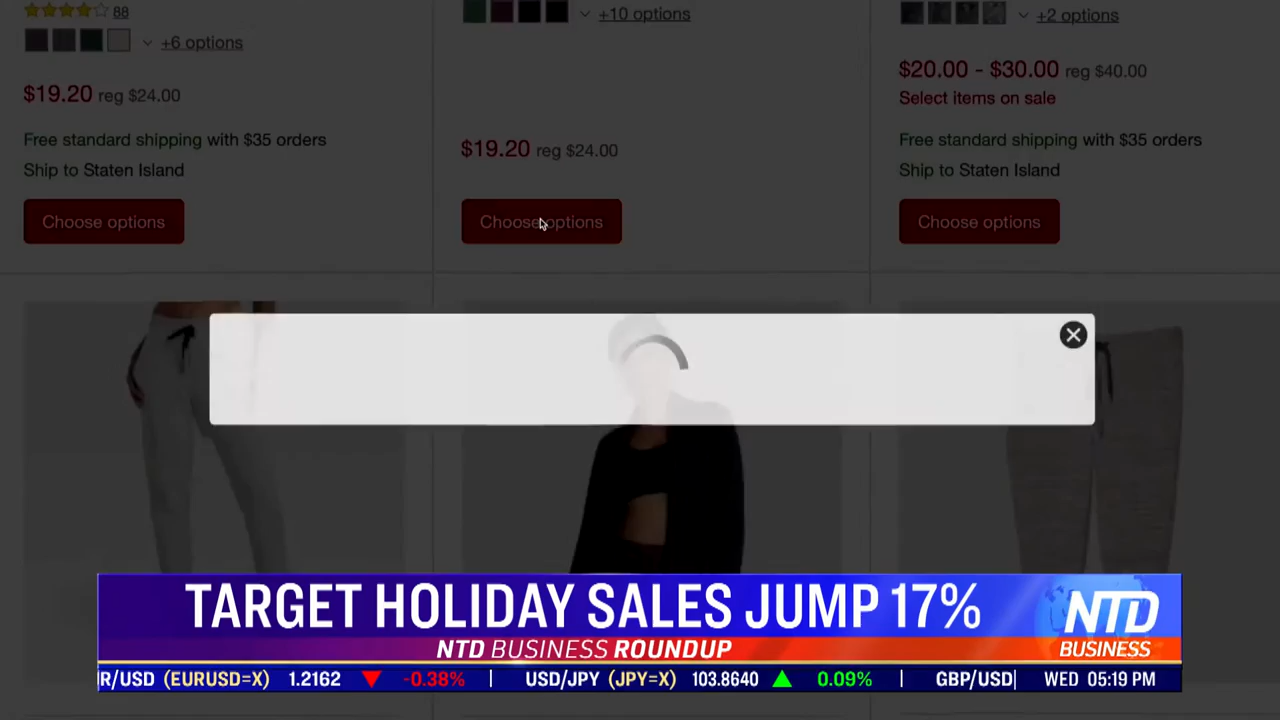 88
+10 options
+2 options
+6 options
$20.00 - $30.00 reg $40.00
$19.20 reg $24.00
Select items on sale
Free standard shipping with $35 orders
$19.20 reg $24.00
Free standard shipping with $35 orders
Ship to Staten Island
Ship to Staten Island
Choose options
Choose options
Choose options
TARGET HOLIDAY SALES JUMP 17%
NTD BUSINESS ROUNDUP
NTD
BUSINESS
R/USD (EURUSD=X) 1.2162 -0.38% | USD/JPY (JPY=X) 103.8640 0.09% | GBP/USD| WED 05:19 PM